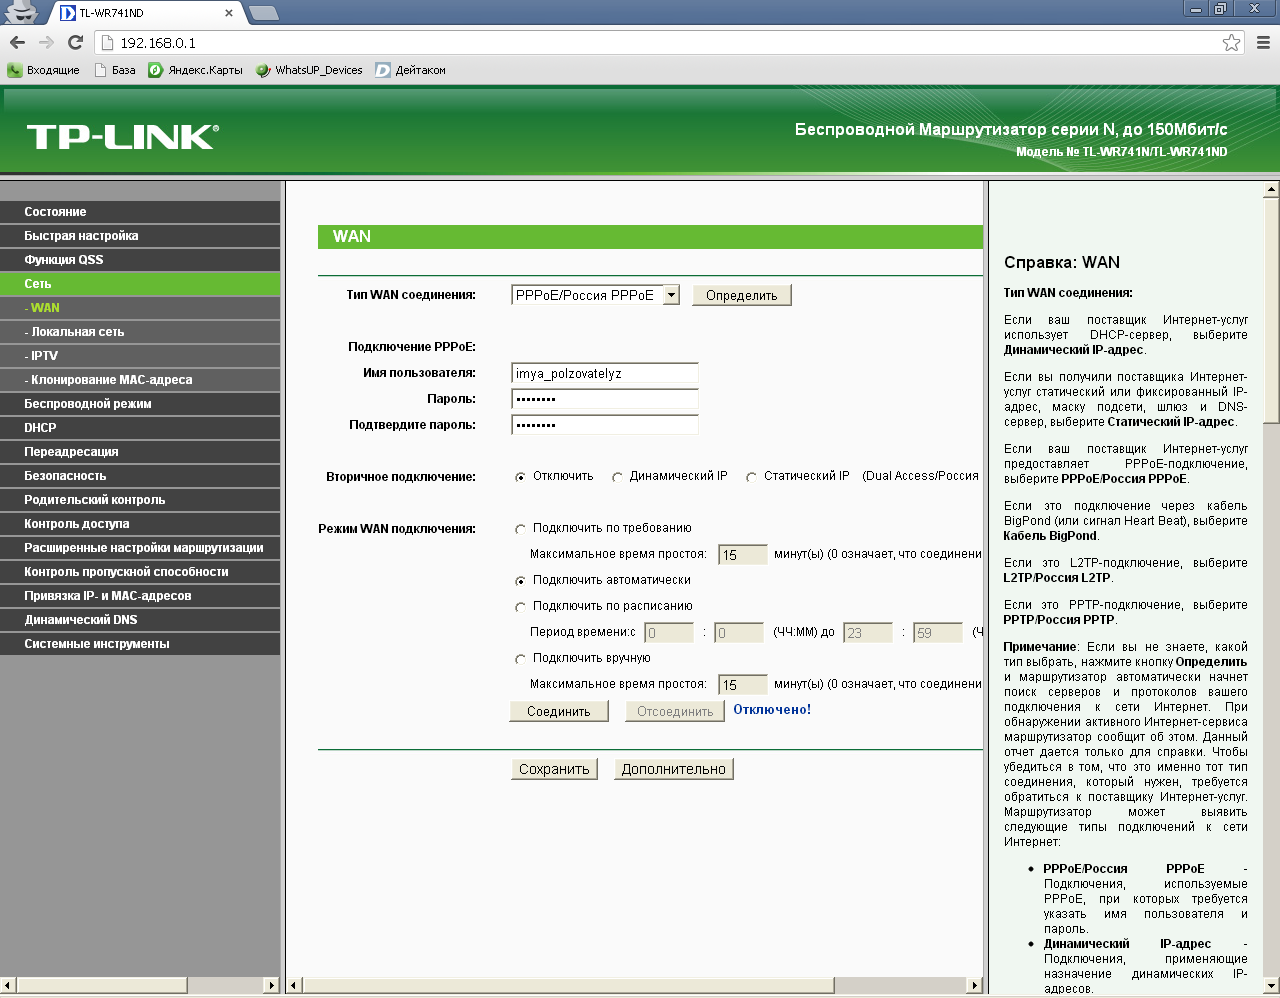 TL-WR741ND
192.168.0.1
Входящие База Яндекс.Карты WhatsUP_Devices Дейтаком
TP-LINK®
Беспроводной Маршрутизатор серии N, до 150Мбит/с
Модель № TL-WR741N/TL-WR741ND
Состояние
Быстрая настройка
Функция QSS
Сеть
- WAN
- Локальная сеть
- IPTV
- Клонирование MAC-адреса
Беспроводной режим
DHCP
Переадресация
Безопасность
Родительский контроль
Контроль доступа
Расширенные настройки маршрутизации
Контроль пропускной способности
Привязка IP- и MAC-адресов
Динамический DNS
Системные инструменты
WAN
Тип WAN соединения: PPPoE/Россия PPPoE Определить
Подключение PPPoE:
Имя пользователя: imya_polzovatelyz
Пароль: ••••••••
Подтвердите пароль: ••••••••
Вторичное подключение: Отключить Динамический IP Статический IP (Dual Access/Россия
Режим WAN подключения: Подключить по требованию
Максимальное время простоя: 15 минут(ы) (0 означает, что соединени
Подключить автоматически
Подключить по расписанию
Период времени:с 0 : 0 (ЧЧ:ММ) до 23 : 59 (Ч
Подключить вручную
Максимальное время простоя: 15 минут(ы) (0 означает, что соединени
Соединить Отсоединить Отключено!
Сохранить Дополнительно
Справка: WAN
Тип WAN соединения:
Если ваш поставщик Интернет-услуг
использует DHCP-сервер, выберите
Динамический IP-адрес.
Если вы получили поставщика Интернет-
услуг статический или фиксированный IP-
адрес, маску подсети, шлюз и DNS-
сервер, выберите Статический IP-адрес.
Если ваш поставщик Интернет-услуг
предоставляет PPPoE-подключение,
выберите PPPoE/Россия PPPoE.
Если это подключение через кабель
BigPond (или сигнал Heart Beat), выберите
Кабель BigPond.
Если это L2TP-подключение, выберите
L2TP/Россия L2TP.
Если это PPTP-подключение, выберите
PPTP/Россия PPTP.
Примечание: Если вы не знаете, какой
тип выбрать, нажмите кнопку Определить
и маршрутизатор автоматически начнет
поиск серверов и протоколов вашего
подключения к сети Интернет. При
обнаружении активного Интернет-сервиса
маршрутизатор сообщит об этом. Данный
отчет дается только для справки. Чтобы
убедиться в том, что это именно тот тип
соединения, который нужен, требуется
обратиться к поставщику Интернет-услуг.
Маршрутизатор может выявить
следующие типы подключений к сети
Интернет:
• PPPoE/Россия PPPoE -
Подключения, используемые
PPPoE, при которых требуется
указать имя пользователя и
пароль.
• Динамический IP-адрес -
Подключения, применяющие
назначение динамических IP-
адресов.